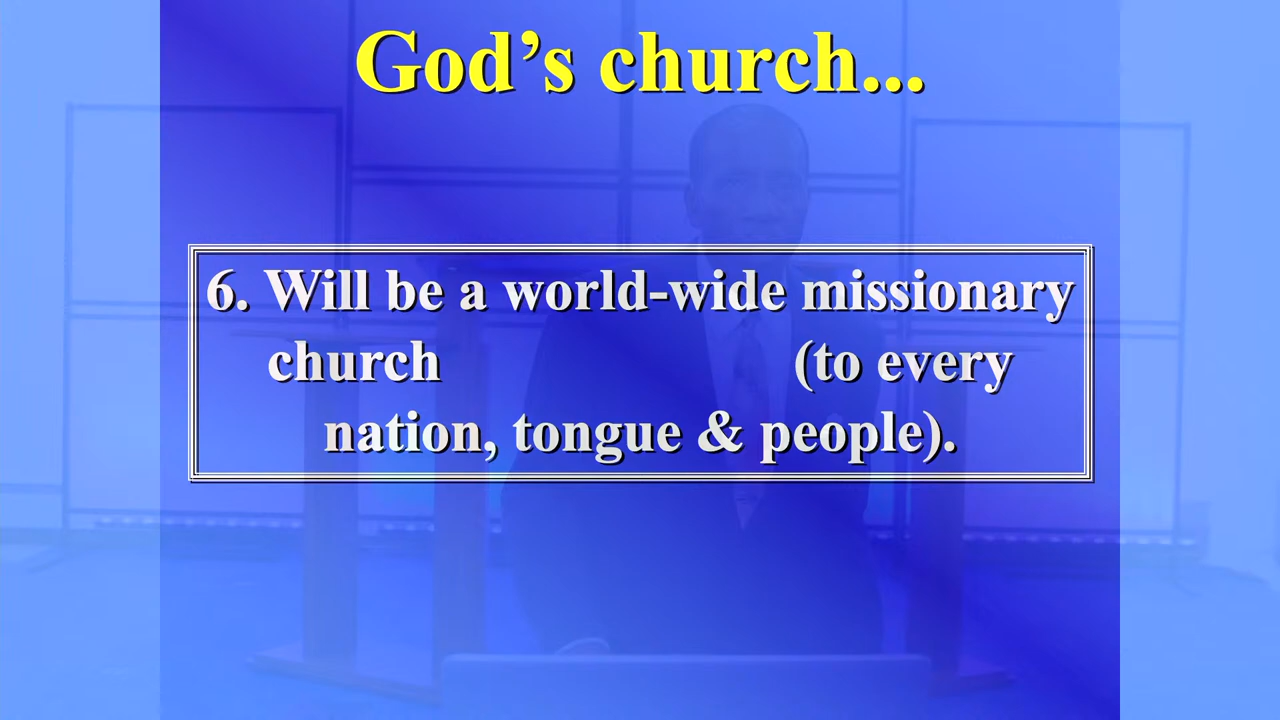 God’s church...
6. Will be a world-wide missionary
church (to every
nation, tongue & people).